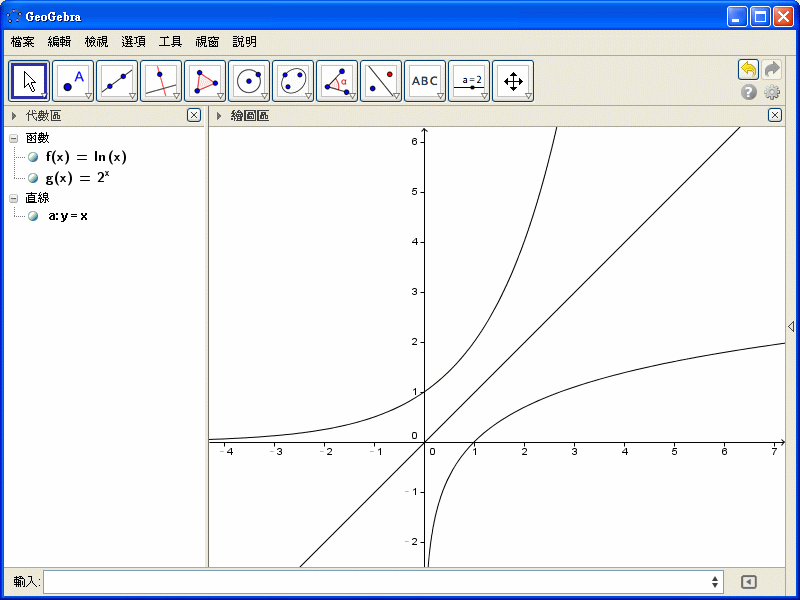 GeoGebra
檔案 編輯 檢視 選項 工具 視窗 說明
A α ABC a=2
代數區 繪圖區
函數
f(x) = ln(x)
g(x) = 2ˣ
直線
a: y = x
6
5
4
3
2
1
0
-4 -3 -2 -1 0 1 2 3 4 5 6 7
-1
-2
輸入: